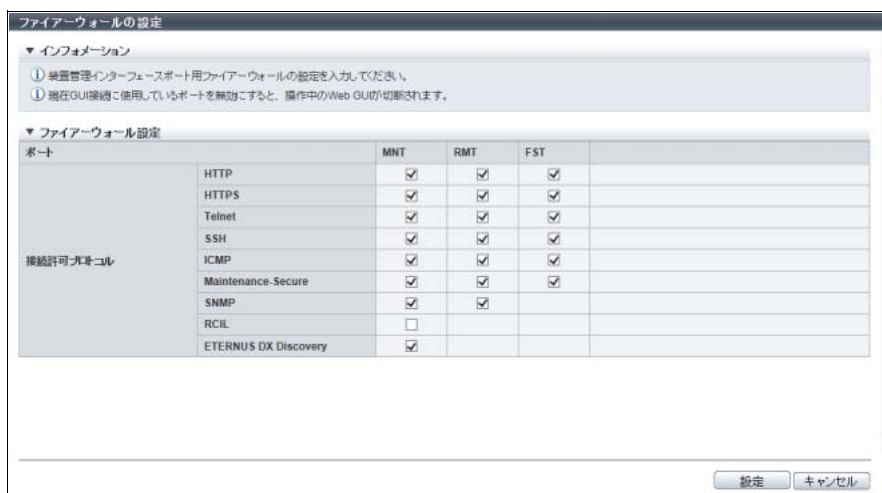 ファイアーウォールの設定
▼ インフォメーション
装置管理インターフェースポート用ファイアーウォールの設定を入力してください。
現在GUI接続に使用しているポートを無効にすると、操作中のWeb GUIが切断されます。
▼ ファイアーウォール設定
ポート MNT RMT FST
接続許可プロトコル
HTTP
HTTPS
Telnet
SSH
ICMP
Maintenance-Secure
SNMP
RCIL
ETERNUS DX Discovery
設定 キャンセル